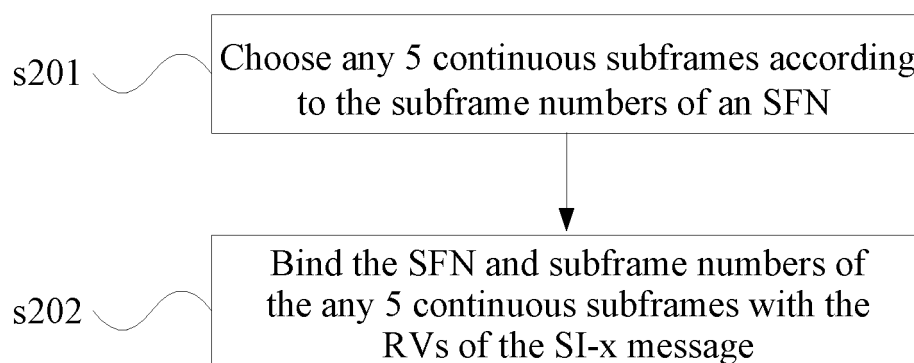 s201
Choose any 5 continuous subframes according
to the subframe numbers of an SFN
s202
Bind the SFN and subframe numbers of
the any 5 continuous subframes with the
RVs of the SI-x message